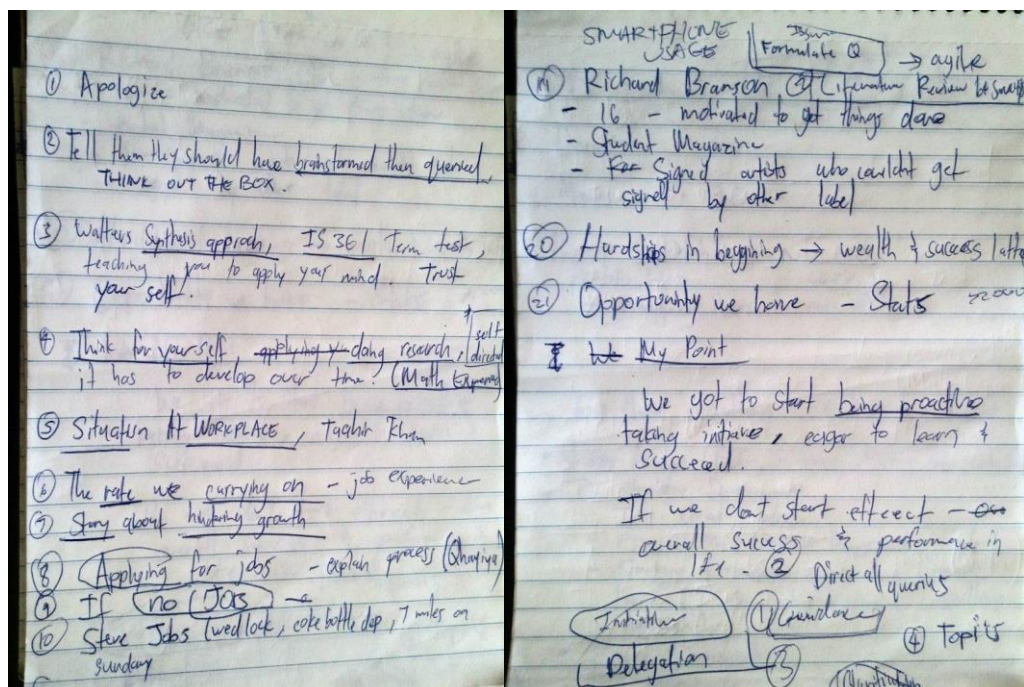 ① Apologize
② Tell them they should have brainstormed then queried,
THINK OUT THE BOX.
③ Walters Synthesis approach, IS 361 Term test,
teaching you to apply your mind. Trust
your self.
④ Think for yourself, doing research, * self directed
it has to develop over time. (Math
⑤ Situation At WORKPLACE, Taahir Khan
⑥ The rate we carrying on - job experience
⑦ Story about hindering growth
⑧ Applying for jobs - explain process (Qhayiya)
⑨ If no JOBS -
⑩ Steve Jobs (wedlock, coke bottle dep, 7 miles on
sunday
SMARTPHONE
USAGE
Formulate Q → agile
Richard Branson ③ Literature Review
- 16 - motivated to get things done
- Student Magazine
- Signed artists who couldnt get
signed by other label
⑳ Hardships in beggining → wealth & success latter
㉑ Opportunity we have - Stats
My Point
We got to start being proactive
taking initiave, eager to learn &
Succeed.
If we dont start effect -
overall sucess & performance in
life. ② Direct all
queries
Initiative ① Guidance ④ Topics
Delegation ③